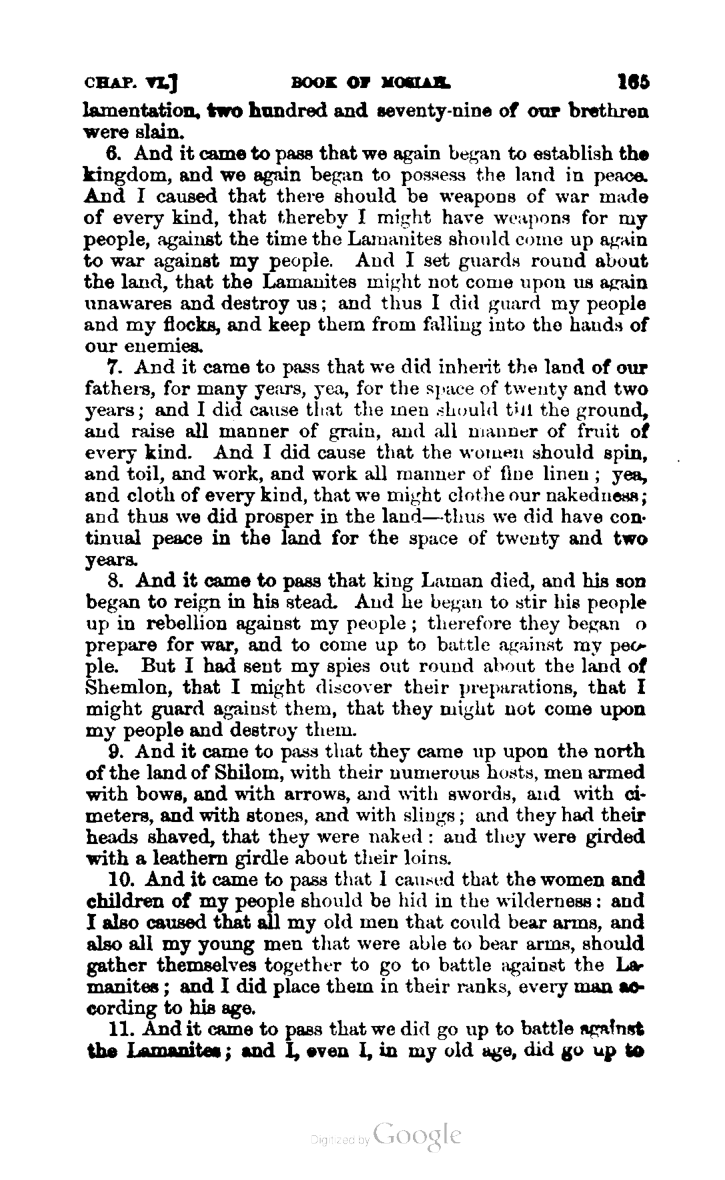 CHAP. VI.] BOOK OF MOSIAH. 165
lamentation, two hundred and seventy-nine of our brethren
were slain.
6. And it came to pass that we again began to establish the
kingdom, and we again began to possess the land in peace.
And I caused that there should be weapons of war made
of every kind, that thereby I might have weapons for my
people, against the time the Lamanites should come up again
to war against my people. And I set guards round about
the land, that the Lamanites might not come upon us again
unawares and destroy us; and thus I did guard my people
and my flocks, and keep them from falling into the hands of
our enemies.
7. And it came to pass that we did inherit the land of our
fathers, for many years, yea, for the space of twenty and two
years; and I did cause that the men should till the ground,
and raise all manner of grain, and all manner of fruit of
every kind. And I did cause that the women should spin,
and toil, and work, and work all manner of fine linen; yea,
and cloth of every kind, that we might clothe our nakedness;
and thus we did prosper in the land—thus we did have con-
tinual peace in the land for the space of twenty and two
years.
8. And it came to pass that king Laman died, and his son
began to reign in his stead. And he began to stir his people
up in rebellion against my people; therefore they began o
prepare for war, and to come up to battle against my peo-
ple. But I had sent my spies out round about the land of
Shemlon, that I might discover their preparations, that I
might guard against them, that they might not come upon
my people and destroy them.
9. And it came to pass that they came up upon the north
of the land of Shilom, with their numerous hosts, men armed
with bows, and with arrows, and with swords, and with ci-
meters, and with stones, and with slings; and they had their
heads shaved, that they were naked: and they were girded
with a leathern girdle about their loins.
10. And it came to pass that I caused that the women and
children of my people should be hid in the wilderness: and
I also caused that all my old men that could bear arms, and
also all my young men that were able to bear arms, should
gather themselves together to go to battle against the La-
manites; and I did place them in their ranks, every man ac-
cording to his age.
11. And it came to pass that we did go up to battle against
the Lamanites; and I, even I, in my old age, did go up to
Digitized by Google